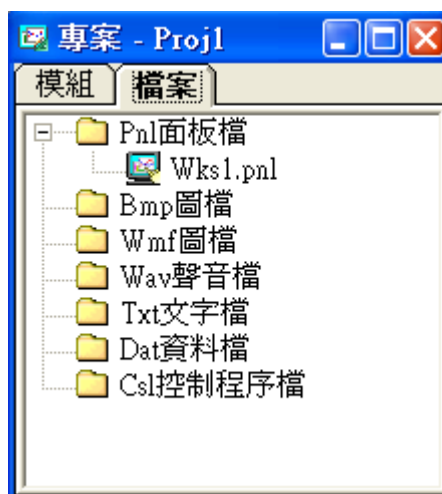 專案 - Proj1
模組 檔案
Pnl面板檔
Wks1.pnl
Bmp圖檔
Wmf圖檔
Wav聲音檔
Txt文字檔
Dat資料檔
Csl控制程序檔